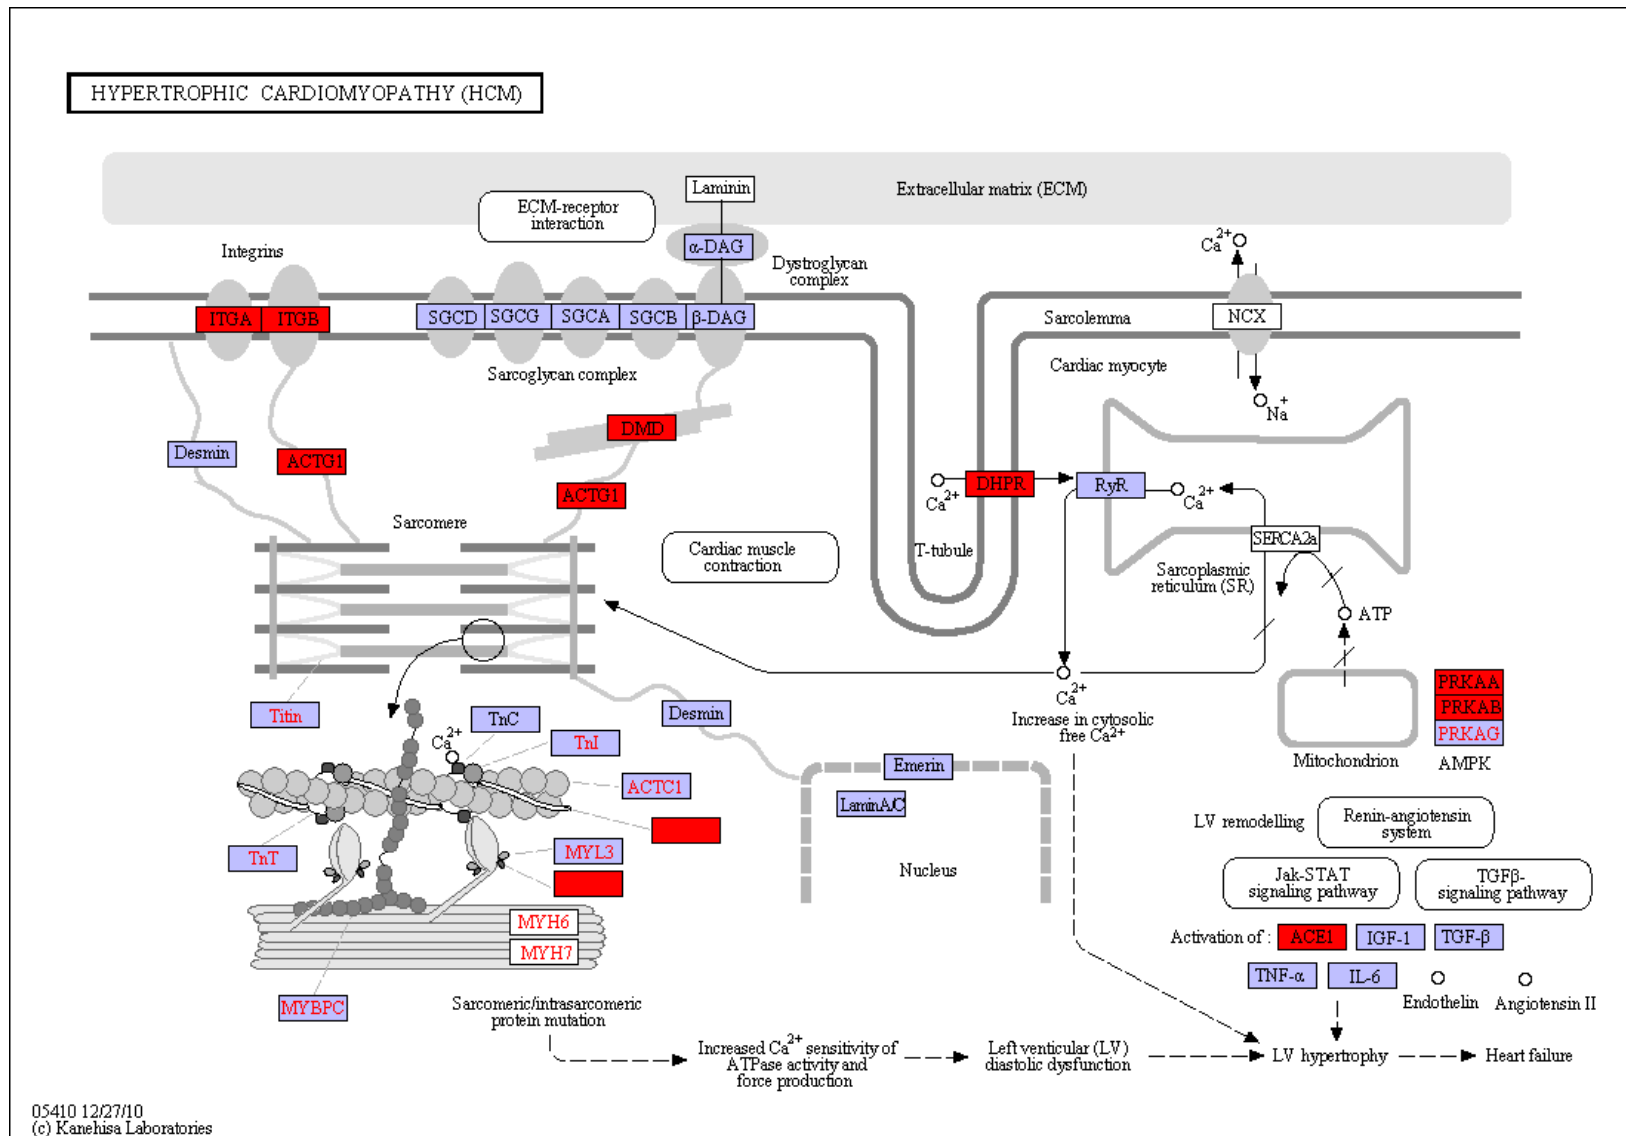 HYPERTROPHIC CARDIOMYOPATHY (HCM)
Laminin
Extracellular matrix (ECM)
ECM-receptor
interaction
α-DAG
Ca2+
Integrins
Dystroglycan
complex
ITGA
ITGB
SGCD
SGCG
SGCA
SGCB
β-DAG
Sarcolemma
NCX
Sarcoglycan complex
Cardiac myocyte
Na+
DMD
Desmin
ACTG1
DHPR
RyR
Ca2+
Ca2+
ACTG1
Sarcomere
Cardiac muscle
contraction
T-tubule
SERCA2a
Sarcoplasmic
reticulum (SR)
ATP
Ca2+
PRKAA
PRKAB
PRKAG
AMPK
Mitochondrion
Increase in cytosolic
free Ca2+
Titin
TnC
Desmin
Ca2+
TnI
Emerin
ACTC1
LaminA/C
LV remodelling
Renin-angiotensin
system
TnT
MYL3
Nucleus
Jak-STAT
signaling pathway
TGFβ-
signaling pathway
MYH6
MYH7
Activation of :
ACE1
IGF-1
TGF-β
TNF-α
IL-6
Endothelin
Angiotensin II
MYBPC
Sarcomeric/intrasarcomeric
protein mutation
Increased Ca2+ sensitivity of
ATPase activity and
force production
Left venticular (LV)
diastolic dysfunction
LV hypertrophy
Heart failure
05410 12/27/10
(c) Kanehisa Laboratories